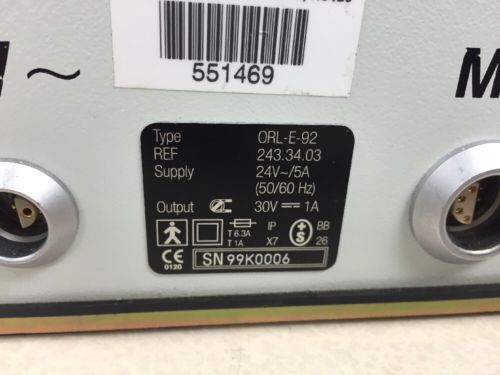 551469
~
M
Type ORL-E-92
REF 243.34.03
Supply 24V~/5A
(50/60 Hz)
Output 30V ⎓ 1A
T 6.3A IP BB
T 1A X7 S 26
CE 0120 SN 99K0006